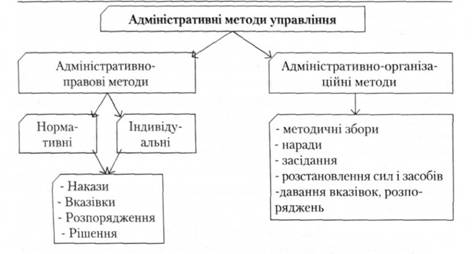 Адміністративні методи управління
Адміністративно-
правові методи
Адміністративно-організа-
ційні методи
Норма-
тивні
Індивіду-
альні
- методичні збори
- наради
- засідання
- розстановлення сил і засобів
-давання вказівок, розпо-
ряджень
- Накази
- Вказівки
- Розпорядження
- Рішення